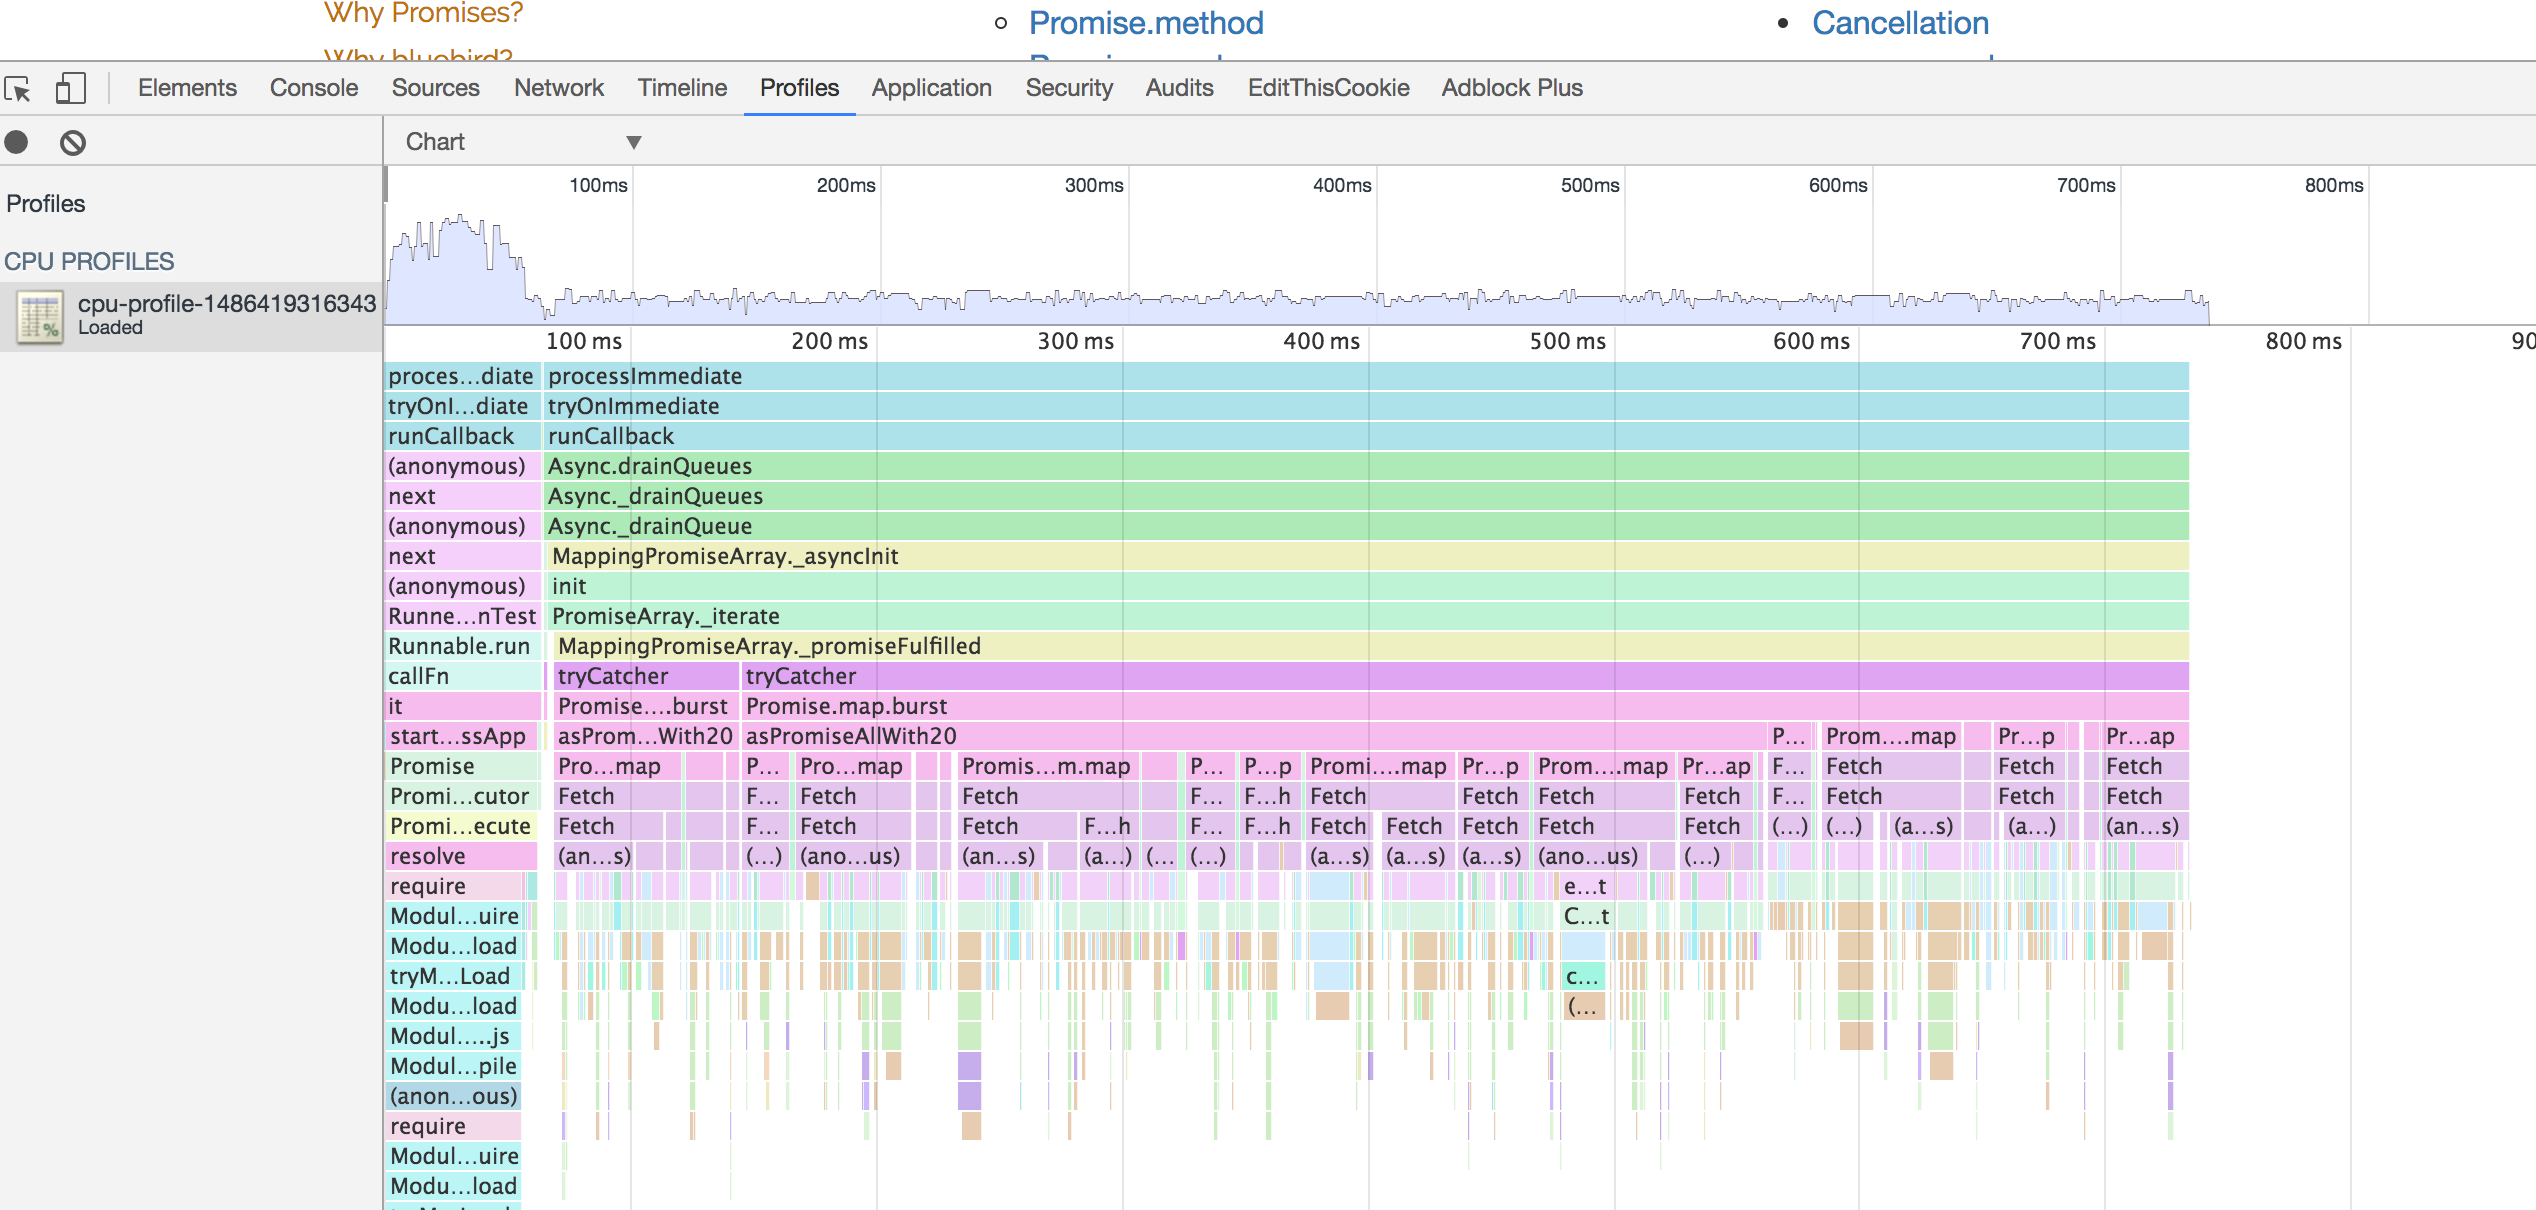 Why Promises?
Promise.method
Cancellation
Why bluebird?
Elements Console Sources Network Timeline Profiles Application Security Audits EditThisCookie Adblock Plus
Chart ▼
Profiles
CPU PROFILES
cpu-profile-1486419316343
Loaded
100ms 200ms 300ms 400ms 500ms 600ms 700ms 800ms
100 ms 200 ms 300 ms 400 ms 500 ms 600 ms 700 ms 800 ms 90
proces…diate processImmediate
tryOnI…diate tryOnImmediate
runCallback runCallback
(anonymous) Async.drainQueues
next Async._drainQueues
(anonymous) Async._drainQueue
next MappingPromiseArray._asyncInit
(anonymous) init
Runne…nTest PromiseArray._iterate
Runnable.run MappingPromiseArray._promiseFulfilled
callFn tryCatcher tryCatcher
it Promise….burst Promise.map.burst
start…ssApp asProm…With20 asPromiseAllWith20 P… Prom….map Pr…p Pr…ap
Promise Pro…map P… Pro…map Promis…m.map P… P…p Promi….map Pr…p Prom….map Pr…ap F… Fetch Fetch Fetch
Promi…cutor Fetch F… Fetch Fetch F… F…h Fetch Fetch Fetch Fetch F… Fetch Fetch Fetch
Promi…ecute Fetch F… Fetch Fetch F…h F… F…h Fetch Fetch Fetch Fetch Fetch (…) (…) (a…s) (a…) (an…s)
resolve (an…s) (…) (ano…us) (an…s) (a…) (… (…) (a…s) (a…s) (a…s) (ano…us) (…)
require e…t
Modul…uire C…t
Modu…load
tryM…Load c…
Modu…load (…
Modul…..js
Modul…pile
(anon…ous)
require
Modul…uire
Modu…load